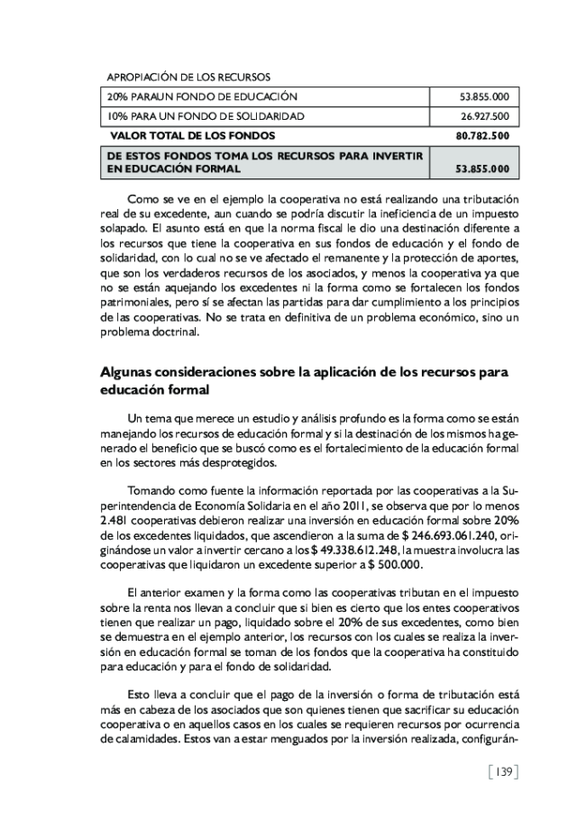 APROPIACIÓN DE LOS RECURSOS
20% PARAUN FONDO DE EDUCACIÓN 53.855.000
10% PARA UN FONDO DE SOLIDARIDAD 26.927.500
VALOR TOTAL DE LOS FONDOS 80.782.500
DE ESTOS FONDOS TOMA LOS RECURSOS PARA INVERTIR
EN EDUCACIÓN FORMAL 53.855.000
Como se ve en el ejemplo la cooperativa no está realizando una tributación
real de su excedente, aun cuando se podría discutir la ineficiencia de un impuesto
solapado. El asunto está en que la norma fiscal le dio una destinación diferente a
los recursos que tiene la cooperativa en sus fondos de educación y el fondo de
solidaridad, con lo cual no se ve afectado el remanente y la protección de aportes,
que son los verdaderos recursos de los asociados, y menos la cooperativa ya que
no se están aquejando los excedentes ni la forma como se fortalecen los fondos
patrimoniales, pero sí se afectan las partidas para dar cumplimiento a los principios
de las cooperativas. No se trata en definitiva de un problema económico, sino un
problema doctrinal.
Algunas consideraciones sobre la aplicación de los recursos para
educación formal
Un tema que merece un estudio y análisis profundo es la forma como se están
manejando los recursos de educación formal y si la destinación de los mismos ha ge-
nerado el beneficio que se buscó como es el fortalecimiento de la educación formal
en los sectores más desprotegidos.
Tomando como fuente la información reportada por las cooperativas a la Su-
perintendencia de Economía Solidaria en el año 2011, se observa que por lo menos
2.481 cooperativas debieron realizar una inversión en educación formal sobre 20%
de los excedentes liquidados, que ascendieron a la suma de $ 246.693.061.240, ori-
ginándose un valor a invertir cercano a los $ 49.338.612.248, la muestra involucra las
cooperativas que liquidaron un excedente superior a $ 500.000.
El anterior examen y la forma como las cooperativas tributan en el impuesto
sobre la renta nos llevan a concluir que si bien es cierto que los entes cooperativos
tienen que realizar un pago, liquidado sobre el 20% de sus excedentes, como bien
se demuestra en el ejemplo anterior, los recursos con los cuales se realiza la inver-
sión en educación formal se toman de los fondos que la cooperativa ha constituido
para educación y para el fondo de solidaridad.
Esto lleva a concluir que el pago de la inversión o forma de tributación está
más en cabeza de los asociados que son quienes tienen que sacrificar su educación
cooperativa o en aquellos casos en los cuales se requieren recursos por ocurrencia
de calamidades. Estos van a estar menguados por la inversión realizada, configurán-
[139]